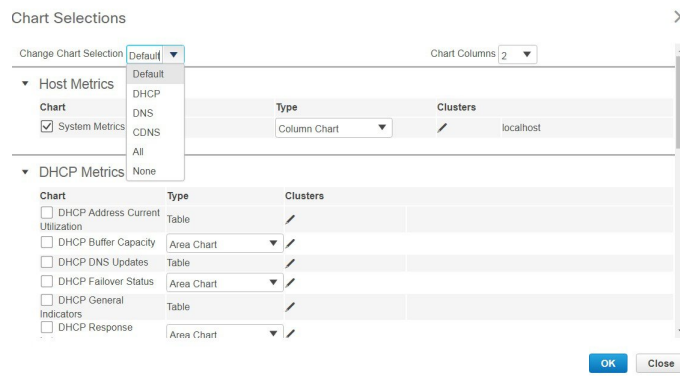 Chart Selections
Change Chart Selection Default Chart Columns 2
Default
DHCP
DNS
CDNS
All
None
Host Metrics
Chart Type Clusters
System Metrics Column Chart localhost
DHCP Metrics
Chart Type Clusters
DHCP Address Current
Utilization Table
DHCP Buffer Capacity Area Chart
DHCP DNS Updates Table
DHCP Failover Status Area Chart
DHCP General
Indicators Table
DHCP Response Area Chart
OK Close